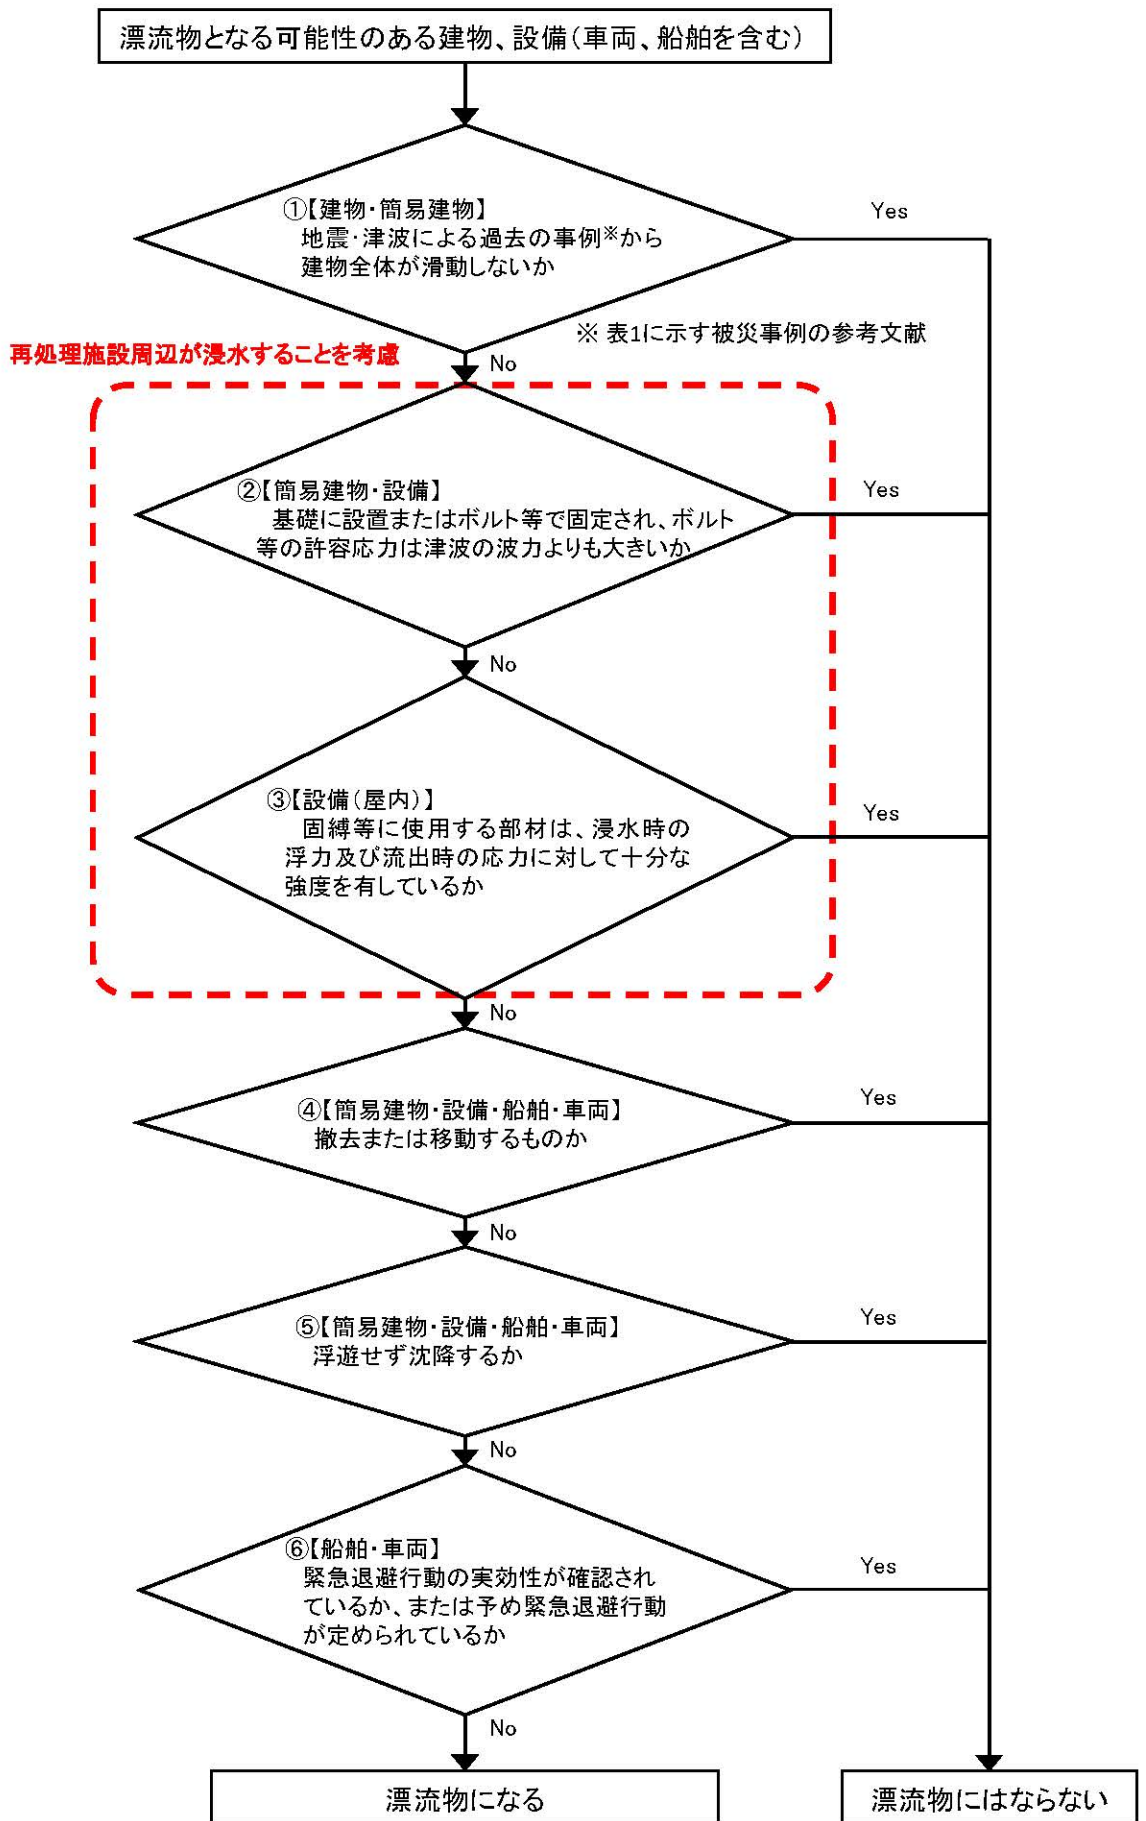 漂流物となる可能性のある建物、設備(車両、船舶を含む)
①【建物・簡易建物】
地震・津波による過去の事例※から
建物全体が滑動しないか
Yes
※ 表1に示す被災事例の参考文献
No
再処理施設周辺が浸水することを考慮
②【簡易建物・設備】
基礎に設置またはボルト等で固定され、ボルト
等の許容応力は津波の波力よりも大きいか
Yes
No
③【設備(屋内)】
固縛等に使用する部材は、浸水時の
浮力及び流出時の応力に対して十分な
強度を有しているか
Yes
No
④【簡易建物・設備・船舶・車両】
撤去または移動するものか
Yes
No
⑤【簡易建物・設備・船舶・車両】
浮遊せず沈降するか
Yes
No
⑥【船舶・車両】
緊急退避行動の実効性が確認され
ているか、または予め緊急退避行動
が定められているか
Yes
No
漂流物になる
漂流物にはならない